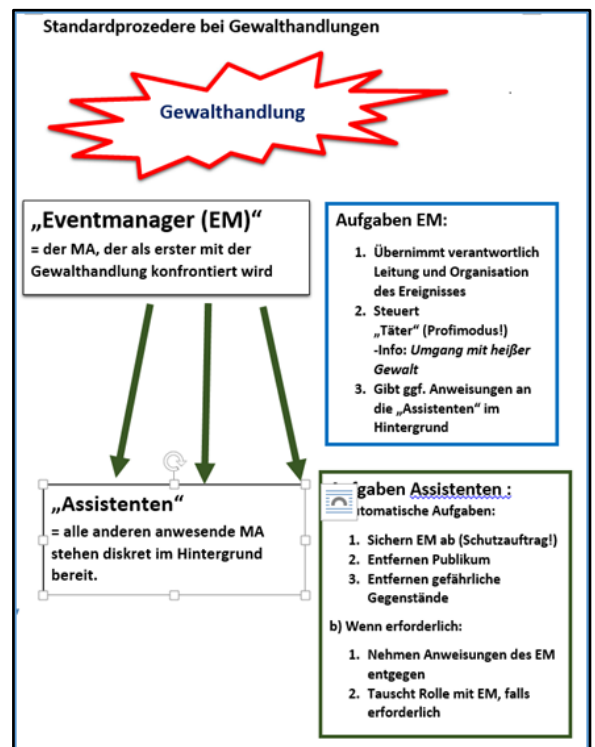 Standardprozedere bei Gewalthandlungen
Gewalthandlung
„Eventmanager (EM)“
= der MA, der als erster mit der
Gewalthandlung konfrontiert wird
Aufgaben EM:
1. Übernimmt verantwortlich
Leitung und Organisation
des Ereignisses
2. Steuert
„Täter“ (Profimodus!)
-Info: Umgang mit heißer
Gewalt
3. Gibt ggf. Anweisungen an
die „Assistenten“ im
Hintergrund
„Assistenten“
= alle anderen anwesende MA
stehen diskret im Hintergrund
bereit.
Assistenten :
Aufgaben:
1. Sichern EM ab (Schutzauftrag!)
2. Entfernen Publikum
3. Entfernen gefährliche
Gegenstände
b) Wenn erforderlich:
1. Nehmen Anweisungen des EM
entgegen
2. Tauscht Rolle mit EM, falls
erforderlich